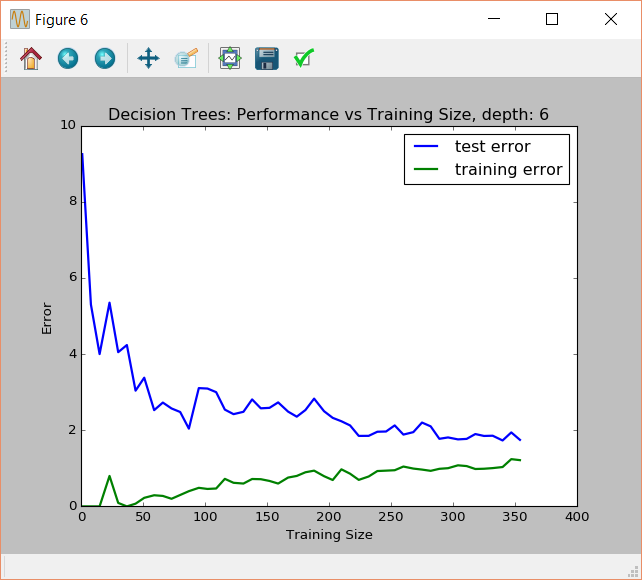 Figure 6
Decision Trees: Performance vs Training Size, depth: 6
10
8
6
4
2
0
Error
test error
training error
0 50 100 150 200 250 300 350 400
Training Size